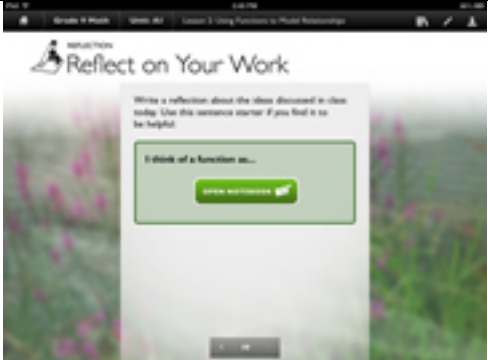 Grade 9 Math Unit: A1 Lesson 2: Using Functions to Model Relationships
REFLECTION
Reflect on Your Work
Write a reflection about the ideas discussed in class
today. Use this sentence starter if you find it to
be helpful:
I think of a function as...
OPEN NOTEBOOK